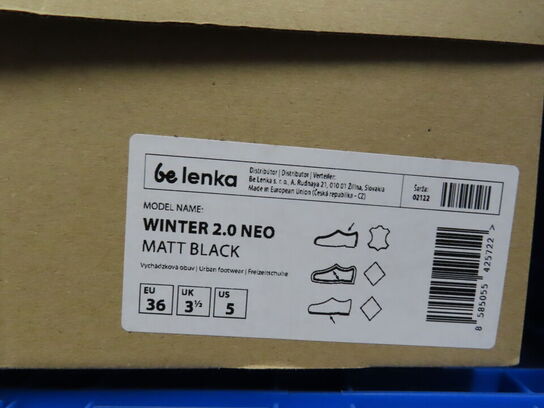 be lenka
Distribútor | Distributor | Verteiler:
Be Lenka s. r. o., A. Rudnaya 21, 010 01 Žilina, Slovakia
Made in European Union (Česká republika - CZ)
Šarža:
02122
MODEL NAME:
WINTER 2.0 NEO
MATT BLACK
Vychádzková obuv | Urban footwear | Freizeitschuhe
EU
36
UK
3½
US
5
8 585055 425722 >